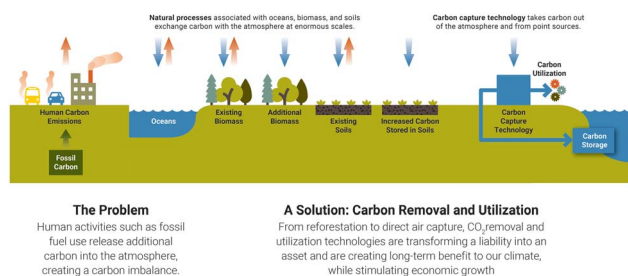 Natural processes associated with oceans, biomass, and soils
exchange carbon with the atmosphere at enormous scales.
Carbon capture technology takes carbon out
of the atmosphere and from point sources.
Carbon
Utilization
Human Carbon
Emissions
Oceans
Existing
Biomass
Additional
Biomass
Existing
Soils
Increased Carbon
Stored in Soils
Carbon
Capture
Technology
Carbon
Storage
Fossil
Carbon
The Problem
Human activities such as fossil
fuel use release additional
carbon into the atmosphere,
creating a carbon imbalance.
A Solution: Carbon Removal and Utilization
From reforestation to direct air capture, CO₂removal and
utilization technologies are transforming a liability into an
asset and are creating long-term benefit to our climate,
while stimulating economic growth